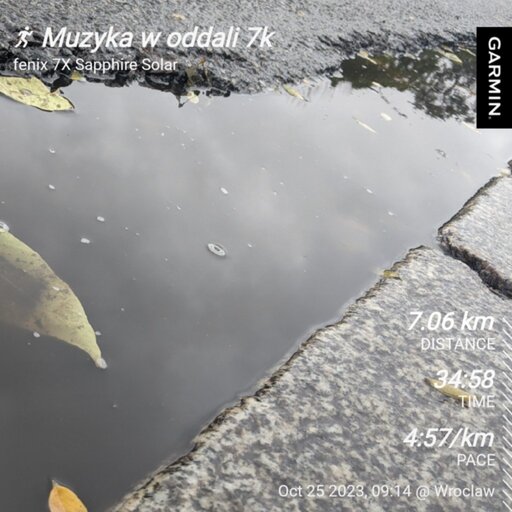 Muzyka w oddali 7k
fenix 7X Sapphire Solar
GARMIN
7.06 km
DISTANCE
34:58
TIME
4:57/km
PACE
Oct 25 2023, 09:14 @ Wroclaw